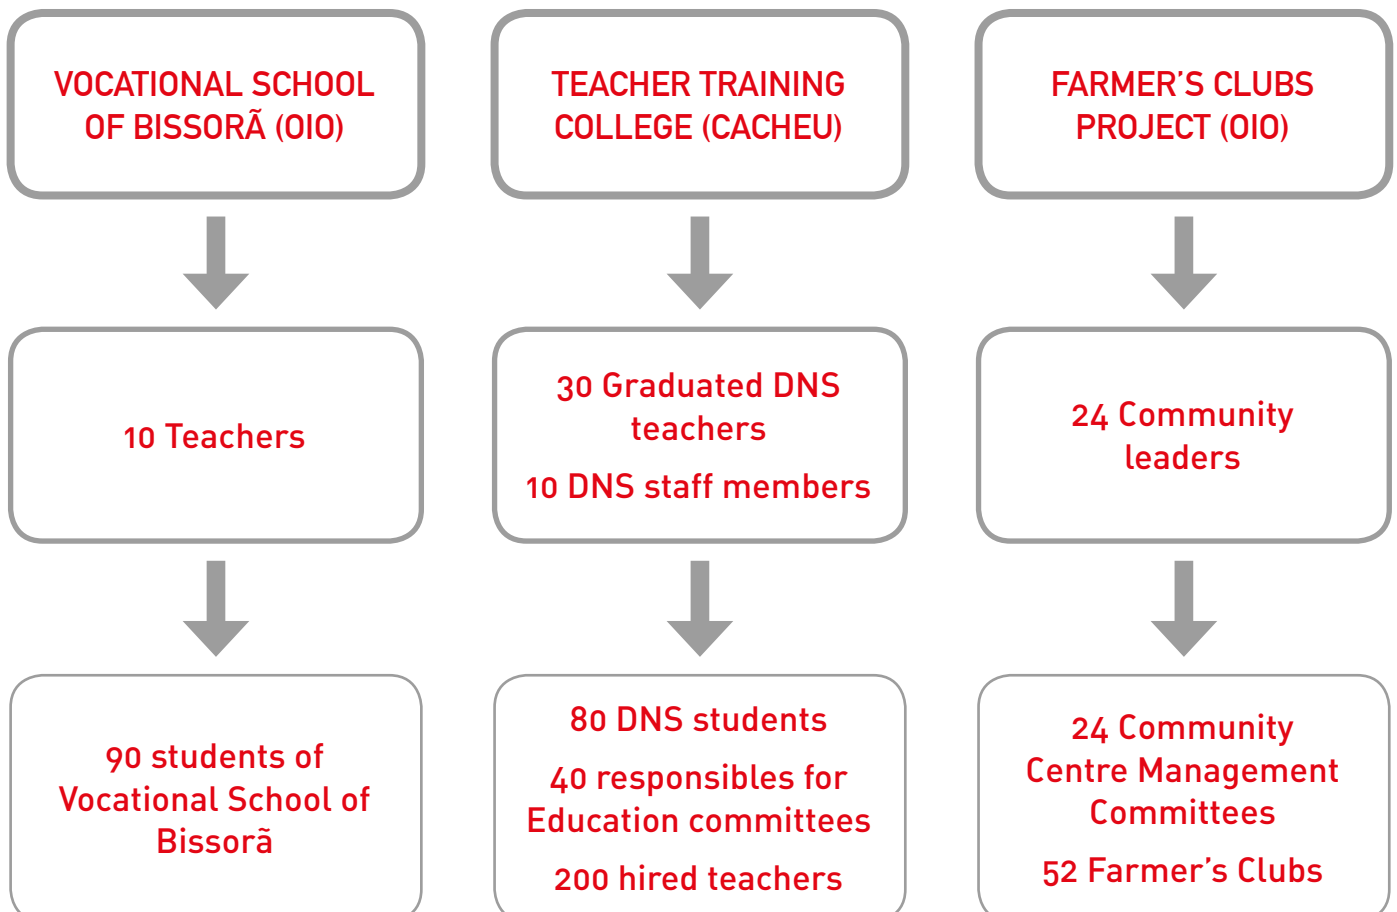 VOCATIONAL SCHOOL
OF BISSORÃ (OIO)
TEACHER TRAINING
COLLEGE (CACHEU)
FARMER'S CLUBS
PROJECT (OIO)
10 Teachers
30 Graduated DNS
teachers
10 DNS staff members
24 Community
leaders
90 students of
Vocational School of
Bissorã
80 DNS students
40 responsibles for
Education committees
200 hired teachers
24 Community
Centre Management
Committees
52 Farmer's Clubs